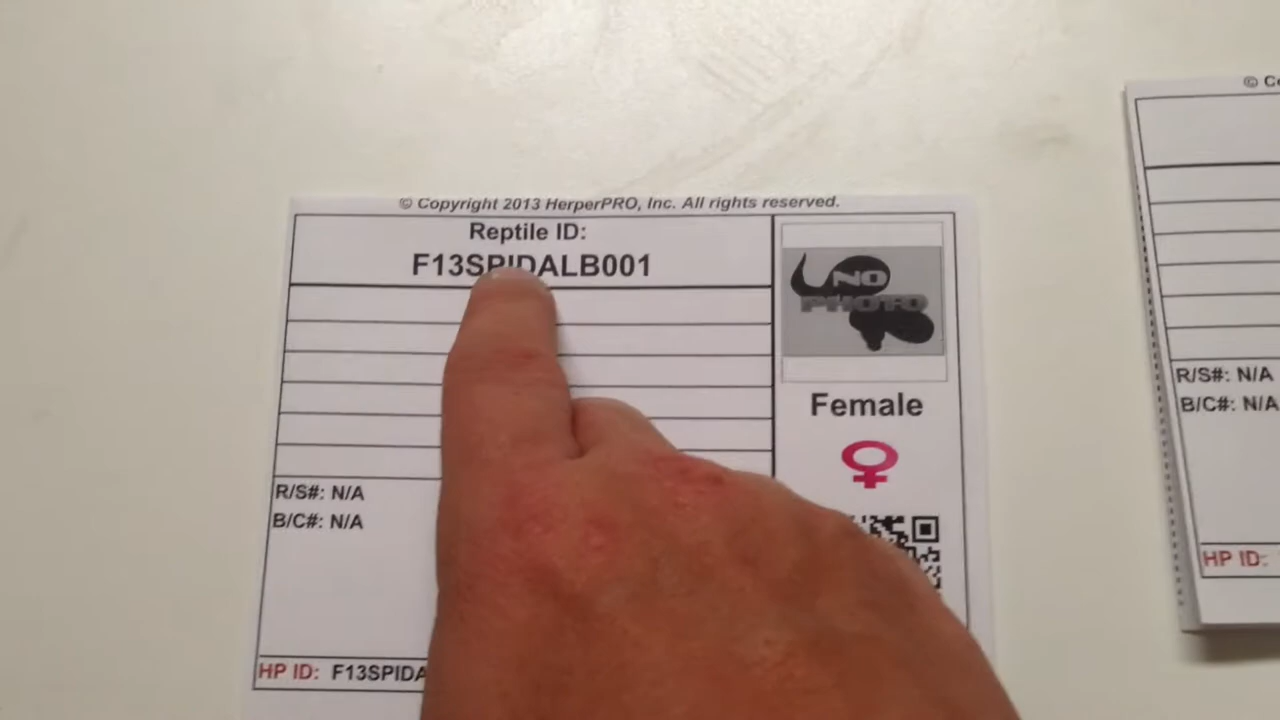 © Copyright 2013 HerperPRO, Inc. All rights reserved.
Reptile ID:
F13SPIDALB001
NO
PHOTO
Female
R/S#: N/A
B/C#: N/A
HP ID: F13SPIDA
R/S#: N/A
B/C#: N/A
HP ID: